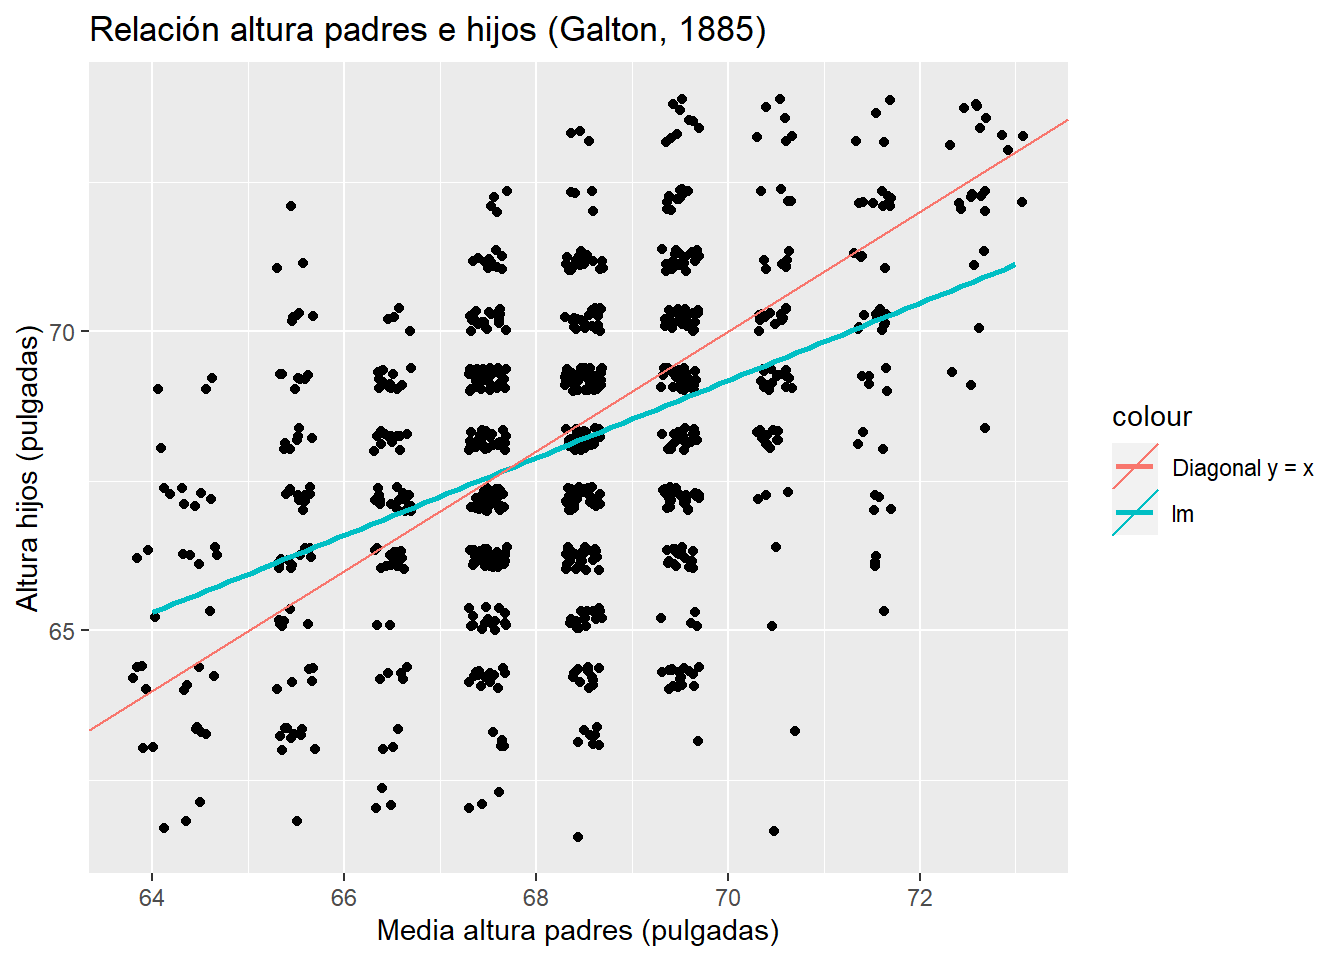 Relación altura padres e hijos (Galton, 1885)
Altura hijos (pulgadas)
70
65
64
66
68
70
72
Media altura padres (pulgadas)
colour
Diagonal y = x
lm